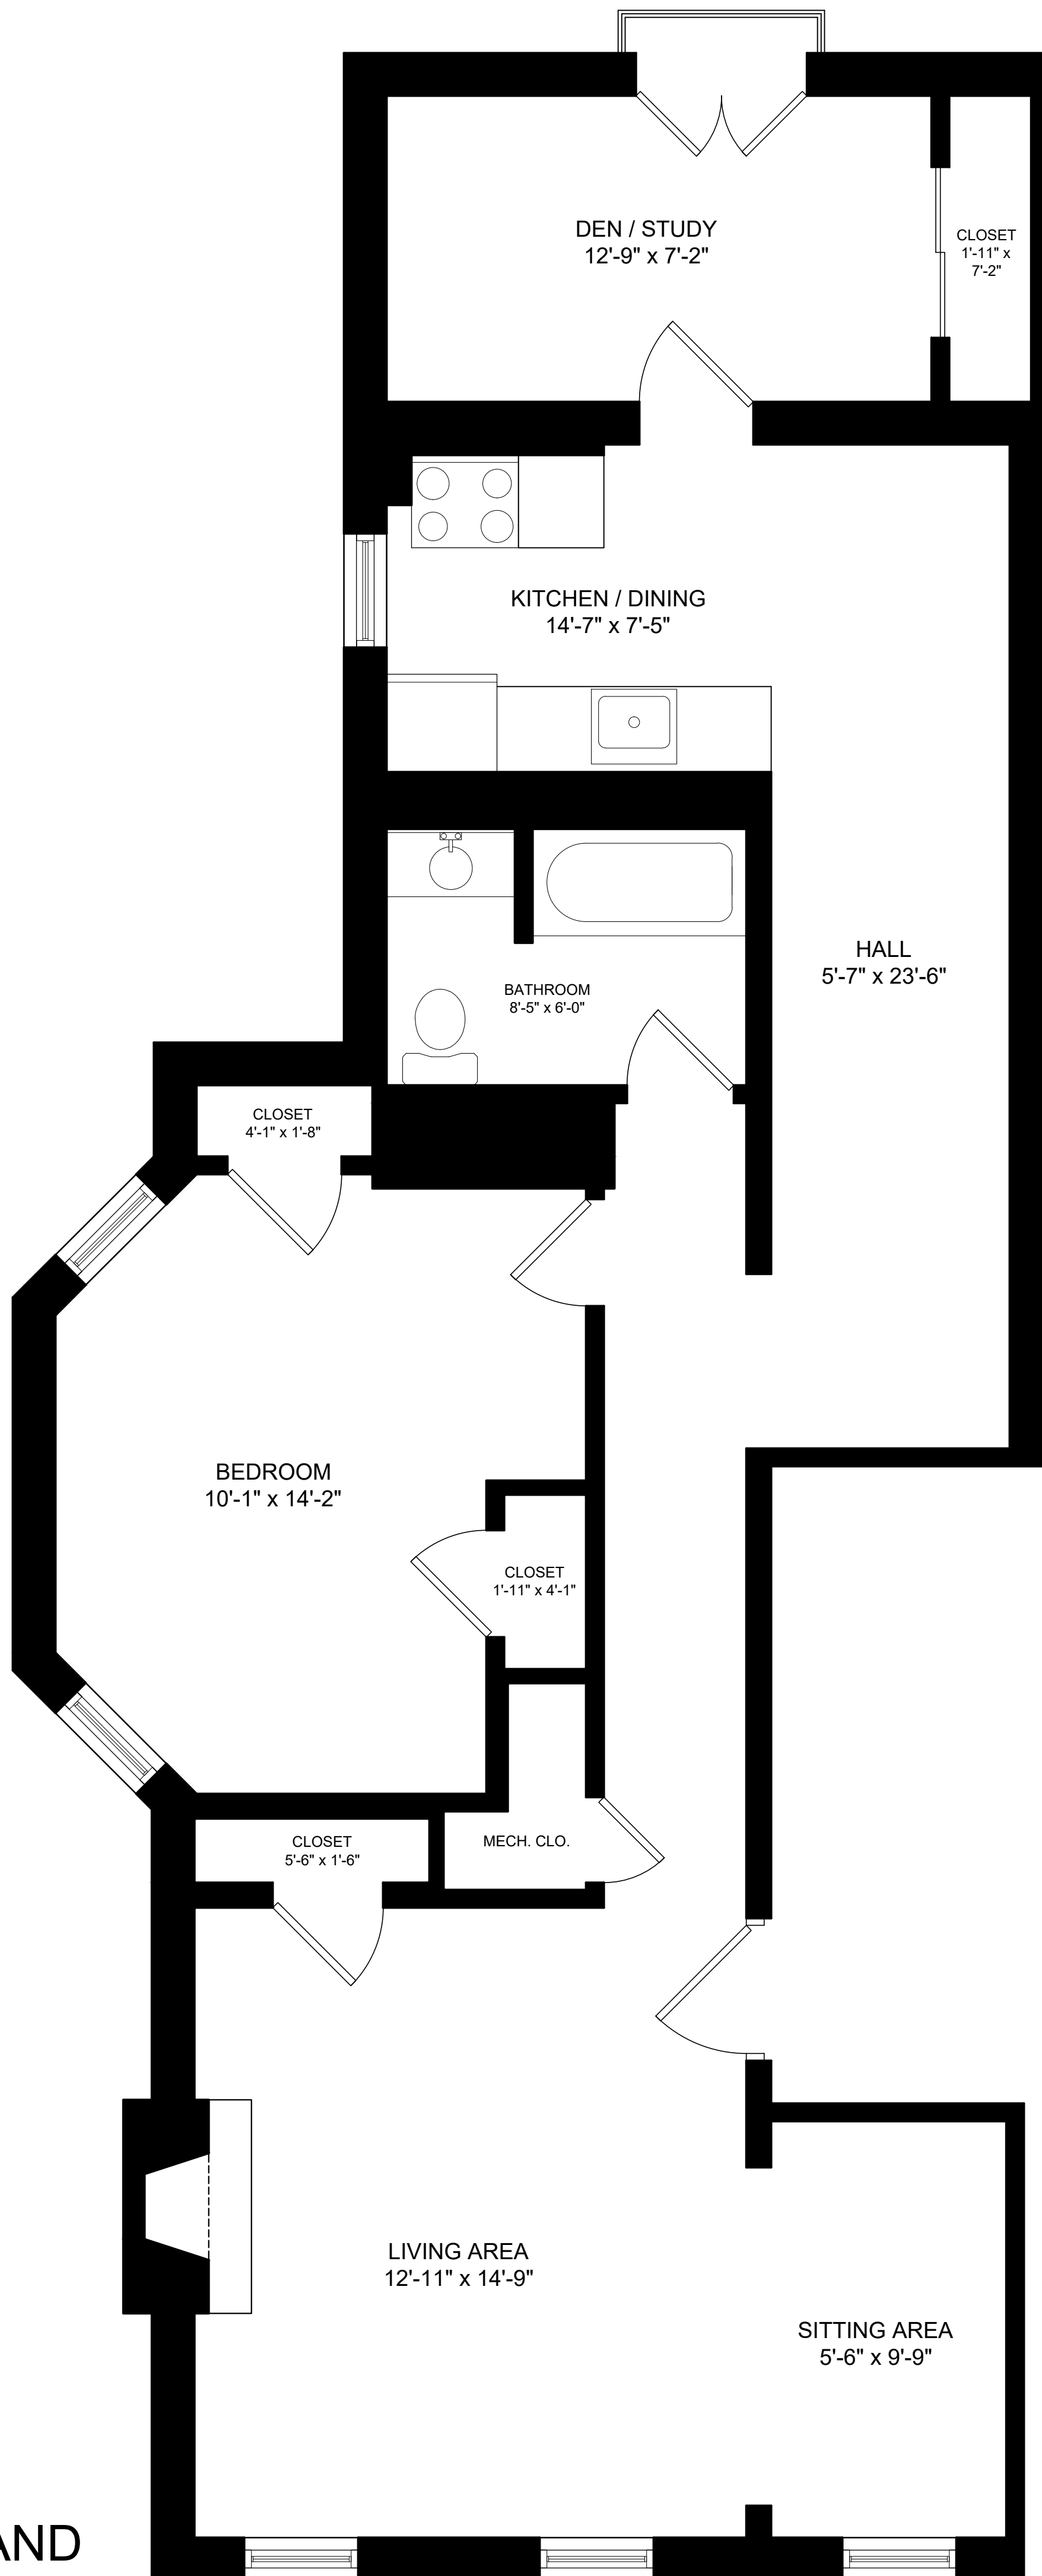 DEN / STUDY
12'-9" x 7'-2"
CLOSET
1'-11" x
7'-2"
KITCHEN / DINING
14'-7" x 7'-5"
HALL
5'-7" x 23'-6"
BATHROOM
8'-5" x 6'-0"
CLOSET
4'-1" x 1'-8"
BEDROOM
10'-1" x 14'-2"
CLOSET
1'-11" x 4'-1"
CLOSET
5'-6" x 1'-6"
MECH. CLO.
LIVING AREA
12'-11" x 14'-9"
SITTING AREA
5'-6" x 9'-9"